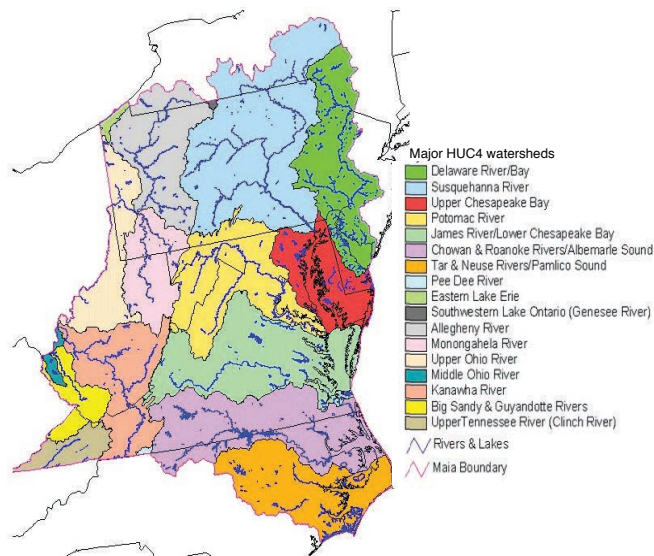 Major HUC4 watersheds
Delaware River/Bay
Susquehanna River
Upper Chesapeake Bay
Potomac River
James River/Lower Chesapeake Bay
Chowan & Roanoke Rivers/Albemarle Sound
Tar & Neuse Rivers/Pamlico Sound
Pee Dee River
Eastern Lake Erie
Southwestern Lake Ontario (Genesee River)
Allegheny River
Monongahela River
Upper Ohio River
Middle Ohio River
Kanawha River
Big Sandy & Guyandotte Rivers
UpperTennessee River (Clinch River)
Rivers & Lakes
Maia Boundary